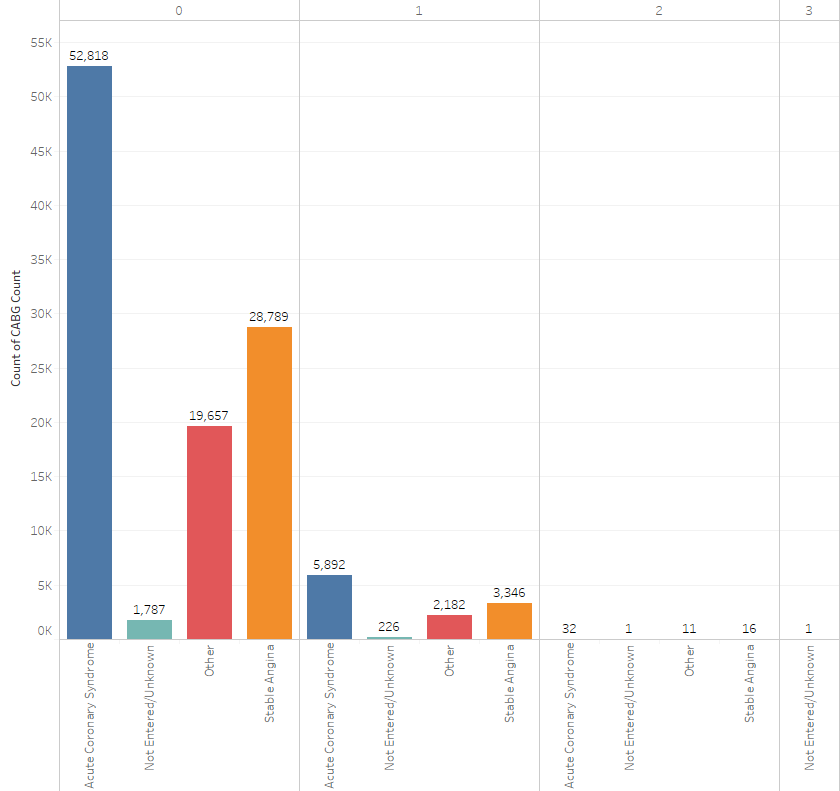 0
1
2
3
55K
50K
45K
40K
35K
30K
25K
20K
15K
10K
5K
0K
Count of CABG Count
52,818
1,787
19,657
28,789
5,892
226
2,182
3,346
32
1
11
16
1
Acute Coronary Syndrome
Not Entered/Unknown
Other
Stable Angina
Acute Coronary Syndrome
Not Entered/Unknown
Other
Stable Angina
Acute Coronary Syndrome
Not Entered/Unknown
Other
Stable Angina
Not Entered/Unknown